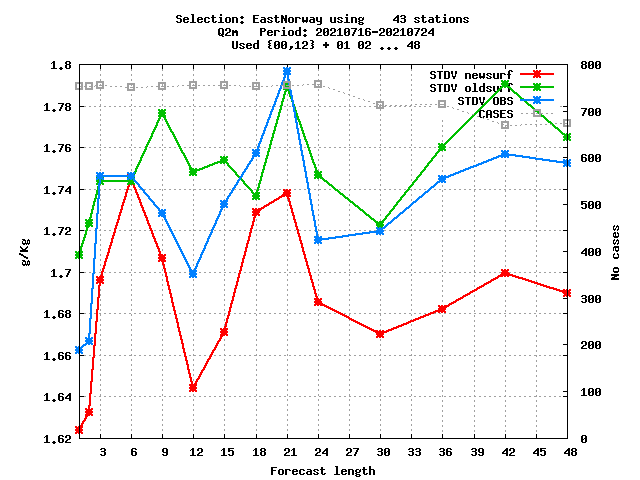 Selection: EastNorway using    43 stations
Q2m   Period: 20210716-20210724
Used {00,12} + 01 02 ... 48
STDV newsurf
STDV oldsurf
STDV OBS
CASES
1.8
1.78
1.76
1.74
1.72
1.7
1.68
1.66
1.64
1.62
g/Kg
800
700
600
500
400
300
200
100
0
No cases
3 6 9 12 15 18 21 24 27 30 33 36 39 42 45 48
Forecast length